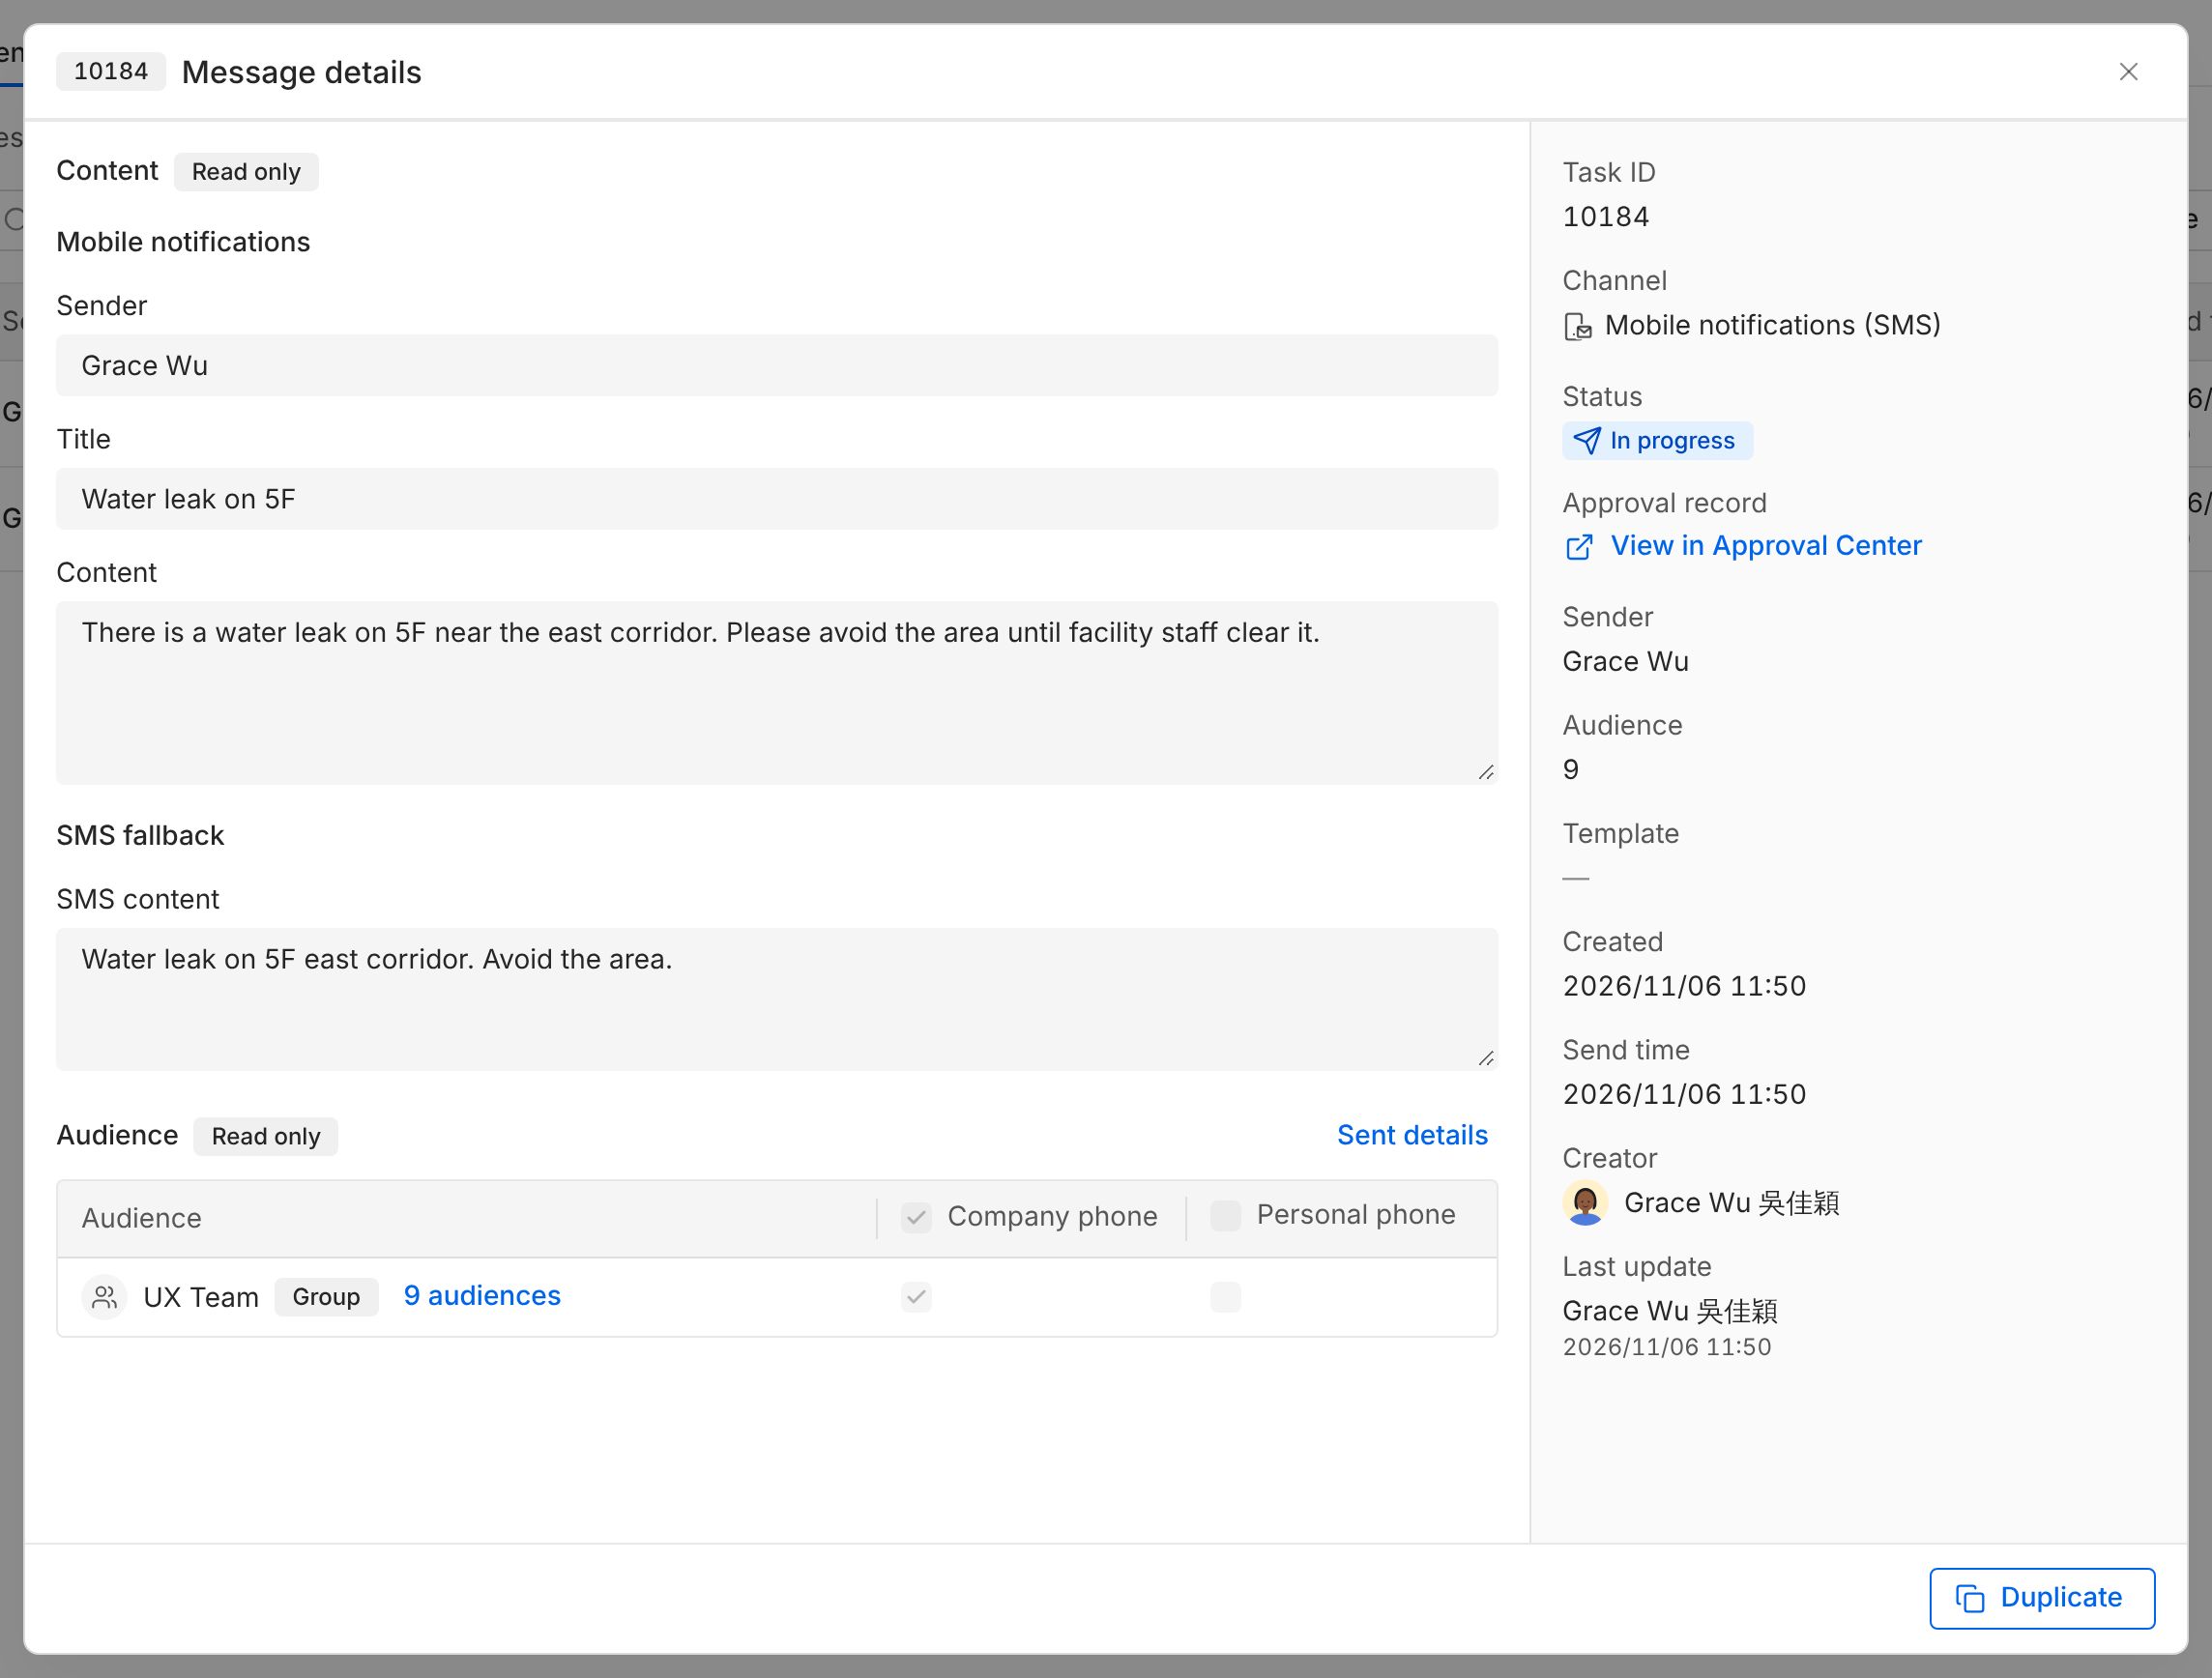 10184 Message details
Content Read only
Mobile notifications
Sender
Grace Wu
Title
Water leak on 5F
Content
There is a water leak on 5F near the east corridor. Please avoid the area until facility staff clear it.
SMS fallback
SMS content
Water leak on 5F east corridor. Avoid the area.
Audience Read only Sent details
Audience Company phone Personal phone
UX Team Group 9 audiences
Task ID
10184
Channel
Mobile notifications (SMS)
Status
In progress
Approval record
View in Approval Center
Sender
Grace Wu
Audience
9
Template
—
Created
2026/11/06 11:50
Send time
2026/11/06 11:50
Creator
Grace Wu 吳佳穎
Last update
Grace Wu 吳佳穎
2026/11/06 11:50
Duplicate